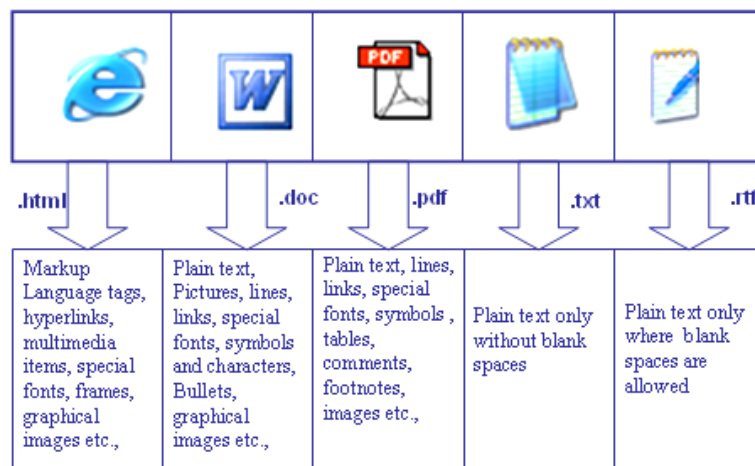 PDF
W
.html
.doc
.pdf
.txt
.rtf
Markup
Language tags,
hyperlinks,
multimedia
items, special
fonts, frames,
graphical
images etc.,
Plain text,
Pictures, lines,
links, special
fonts, symbols
and characters,
Bullets,
graphical
images etc.,
Plain text, lines,
links, special
fonts, symbols ,
tables,
comments,
footnotes,
images etc.,
Plain text only
without blank
spaces
Plain text only
where blank
spaces are
allowed